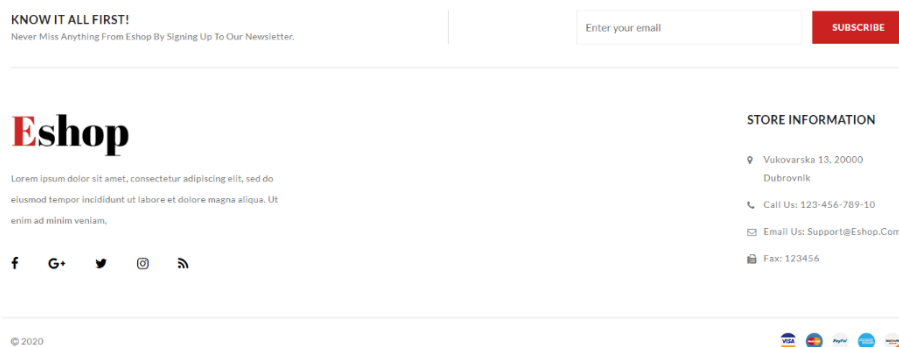 KNOW IT ALL FIRST!
Never Miss Anything From Eshop By Signing Up To Our Newsletter.
Enter your email
SUBSCRIBE
Eshop
Lorem ipsum dolor sit amet, consectetur adipiscing elit, sed do
eiusmod tempor incididunt ut labore et dolore magna aliqua. Ut
enim ad minim veniam,
G+
STORE INFORMATION
Vukovarska 13, 20000
Dubrovnik
Call Us: 123-456-789-10
Email Us: Support@Eshop.Com
Fax: 123456
© 2020
VISA
PayPal